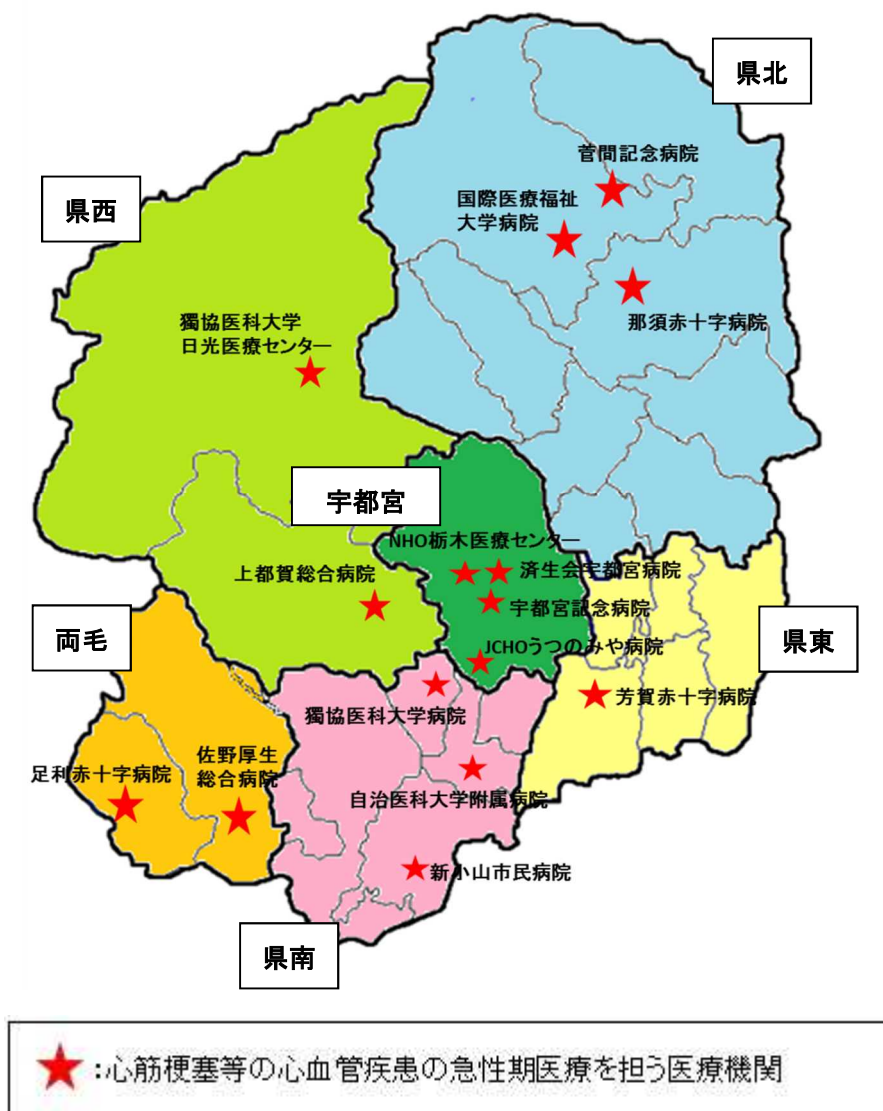 県北
菅間記念病院
国際医療福祉
大学病院
那須赤十字病院
県西
獨協医科大学
日光医療センター
宇都宮
NHO栃木医療センター
済生会宇都宮病院
宇都宮記念病院
JCHOうつのみや病院
上都賀総合病院
県東
芳賀赤十字病院
両毛
足利赤十字病院
佐野厚生
総合病院
獨協医科大学病院
自治医科大学附属病院
新小山市民病院
県南
★:心筋梗塞等の心血管疾患の急性期医療を担う医療機関